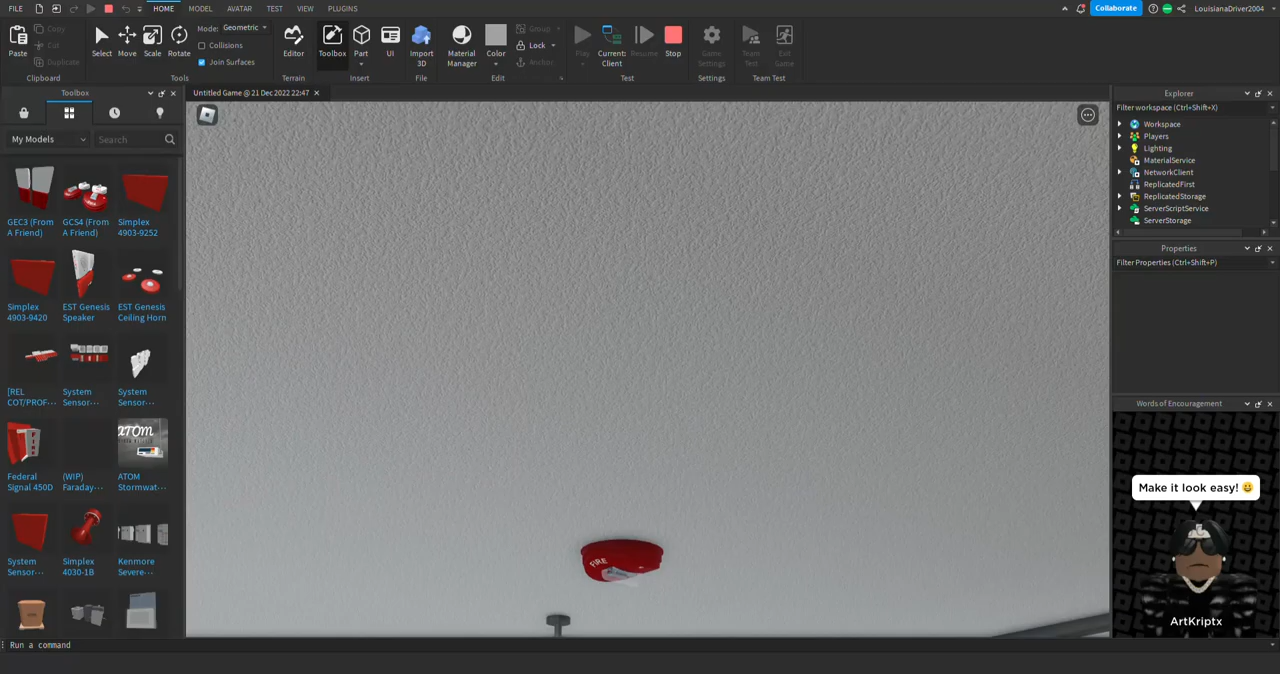 FILE HOME MODEL AVATAR TEST VIEW PLUGINS Collaborate LouisianaDriver2004
Paste Copy Cut Duplicate
Select Move Scale Rotate
Mode: Geometric
Collisions
Join Surfaces
Editor Toolbox Part UI Import 3D
Material Manager Color Group Lock Anchor
Play Current: Client Resume Stop
Game Settings Team Test Exit Game
Clipboard Tools Terrain Insert File Edit Test Settings Team Test
Toolbox
My Models Search
GEC3 (From A Friend)
GCS4 (From A Friend)
Simplex 4903-9252
Simplex 4903-9420
EST Genesis Speaker
EST Genesis Ceiling Horn
[REL COT/PROF...
System Sensor...
System Sensor...
Federal Signal 450D
(WIP) Faraday...
ATOM Stormwat...
System Sensor...
Simplex 4030-1B
Kenmore Severe...
Untitled Game @ 21 Dec 2022 22:47
FIRE
Explorer
Filter workspace (Ctrl+Shift+X)
Workspace
Players
Lighting
MaterialService
NetworkClient
ReplicatedFirst
ReplicatedStorage
ServerScriptService
ServerStorage
Properties
Filter Properties (Ctrl+Shift+P)
Words of Encouragement
Make it look easy! 😀
ArtKriptx
Run a command